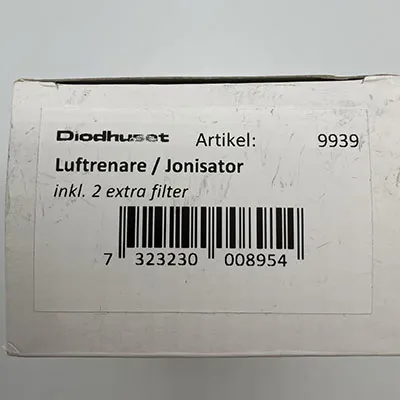 Diodhuset Artikel: 9939
Luftrenare / Jonisator
inkl. 2 extra filter
7 323230 008954